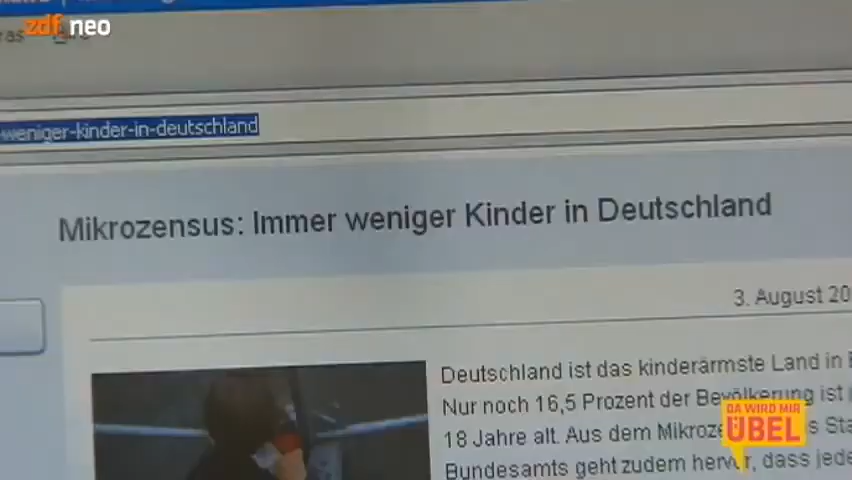 zdf neo
-weniger-kinder-in-deutschland
Mikrozensus: Immer weniger Kinder in Deutschland
3. August 20
Deutschland ist das kinderärmste Land in
Nur noch 16,5 Prozent der Bevölkerung ist
18 Jahre alt. Aus dem
Bundesamts geht zudem hervor, dass jede
DA WIRD MIR
ÜBEL